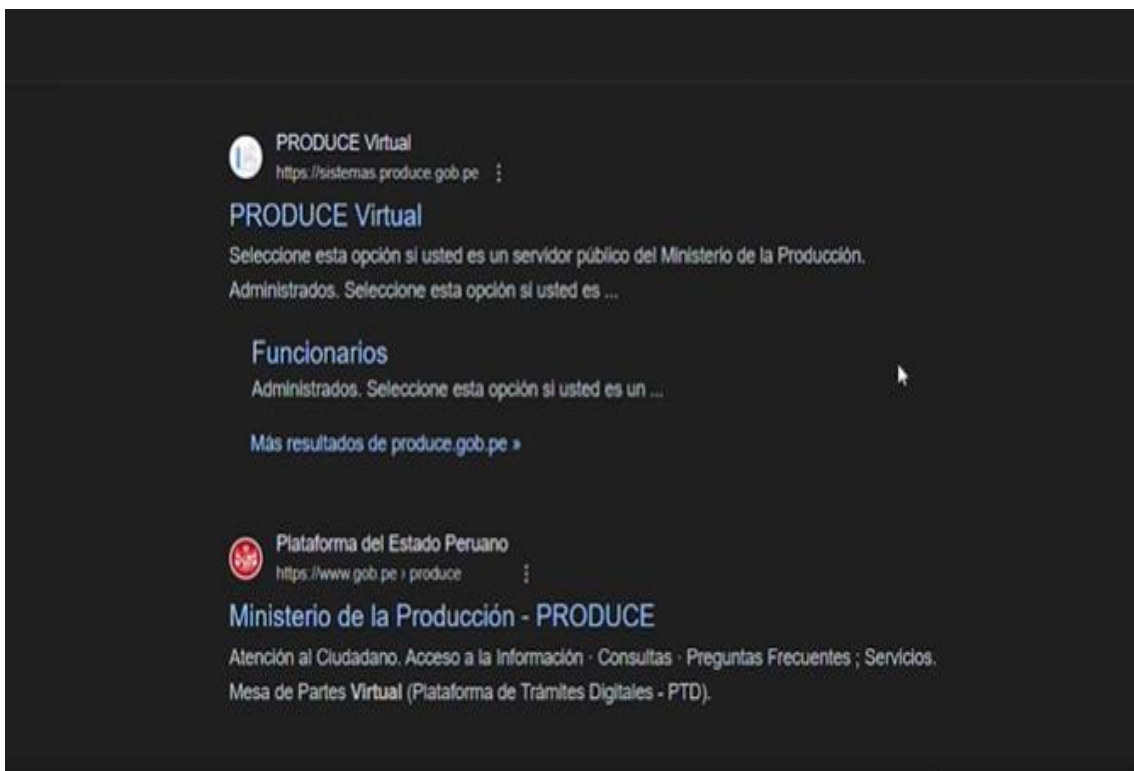 PRODUCE Virtual
https://sistemas.produce.gob.pe
PRODUCE Virtual
Seleccione esta opción si usted es un servidor público del Ministerio de la Producción.
Administrados. Seleccione esta opción si usted es ...
Funcionarios
Administrados. Seleccione esta opción si usted es un ...
Más resultados de produce.gob.pe »
Plataforma del Estado Peruano
https://www.gob.pe › produce
Ministerio de la Producción - PRODUCE
Atención al Ciudadano. Acceso a la Información · Consultas · Preguntas Frecuentes ; Servicios.
Mesa de Partes Virtual (Plataforma de Trámites Digitales - PTD).